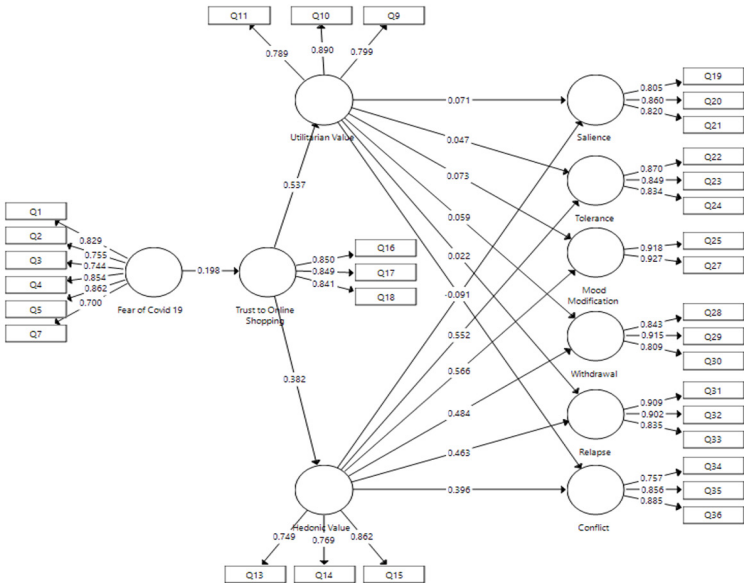 Q11
Q10
Q9
0.789
0.890
0.799
Utilitarian Value
0.537
Q1
Q2
Q3
Q4
Q5
Q7
0.829
0.755
0.744
0.854
0.862
0.700
Fear of Covid 19
0.198
Trust to Online
Shopping
0.850
0.849
0.841
Q16
Q17
Q18
0.382
Hedonic Value
0.749
0.769
0.862
Q13
Q14
Q15
0.071
0.047
0.073
0.059
0.022
-0.091
0.552
0.566
0.484
0.463
0.396
Salience
0.805
0.860
0.820
Q19
Q20
Q21
Tolerance
0.870
0.849
0.834
Q22
Q23
Q24
Mood
Modification
0.918
0.927
Q25
Q27
Withdrawal
0.843
0.915
0.809
Q28
Q29
Q30
Relapse
0.909
0.902
0.835
Q31
Q32
Q33
Conflict
0.757
0.856
0.885
Q34
Q35
Q36